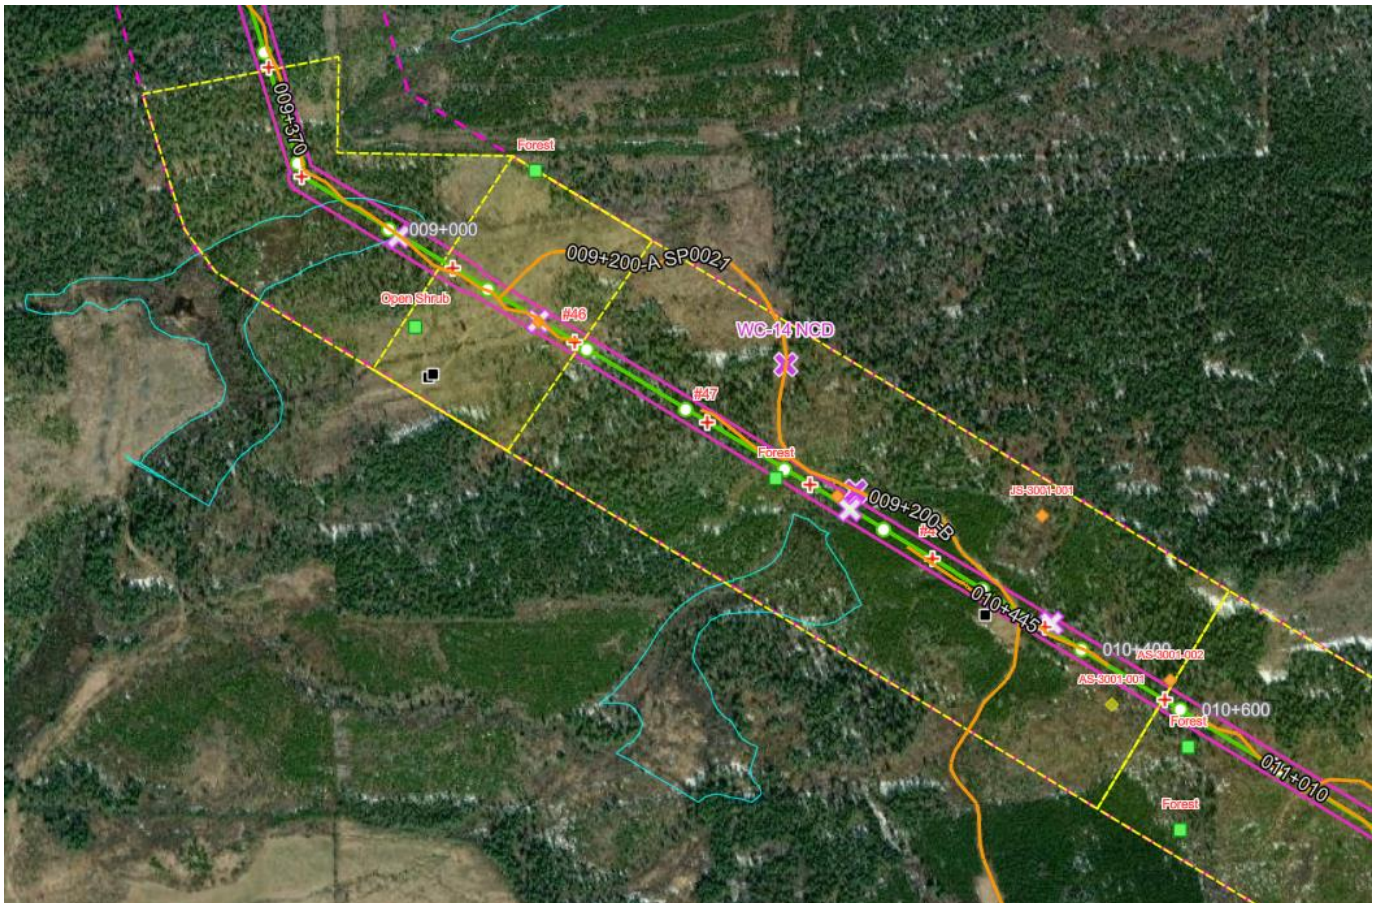 009+370
Forest
009+000
009+200-A SP0021
Open Shrub
#46
WC-14 NCD
#47
Forest
JS-3001-001
009+200-B
010+445
AS-3001-002
AS-3001-001
010+600
Forest
011+010
Forest